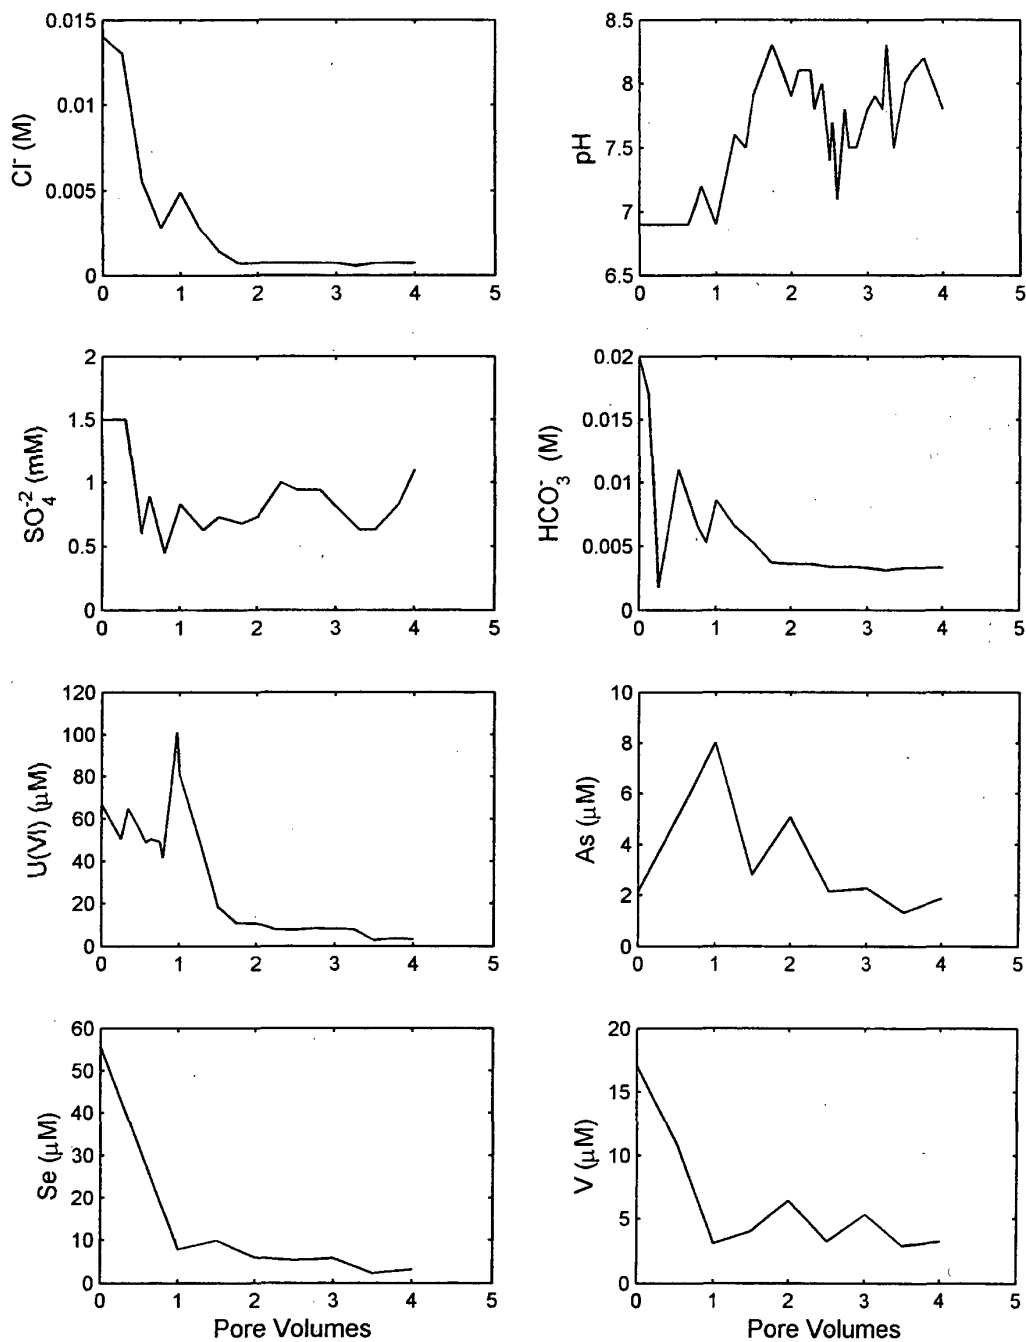 0.015
0.01
0.005
0
Cl⁻ (M)
0 1 2 3 4 5
8.5
8
7.5
7
6.5
pH
0 1 2 3 4 5
2
1.5
1
0.5
0
SO₄⁻² (mM)
0 1 2 3 4 5
0.02
0.015
0.01
0.005
0
HCO₃⁻ (M)
0 1 2 3 4 5
120
100
80
60
40
20
0
U(VI) (μM)
0 1 2 3 4 5
10
8
6
4
2
0
As (μM)
0 1 2 3 4 5
60
50
40
30
20
10
0
Se (μM)
0 1 2 3 4 5
Pore Volumes
20
15
10
5
0
V (μM)
0 1 2 3 4 5
Pore Volumes